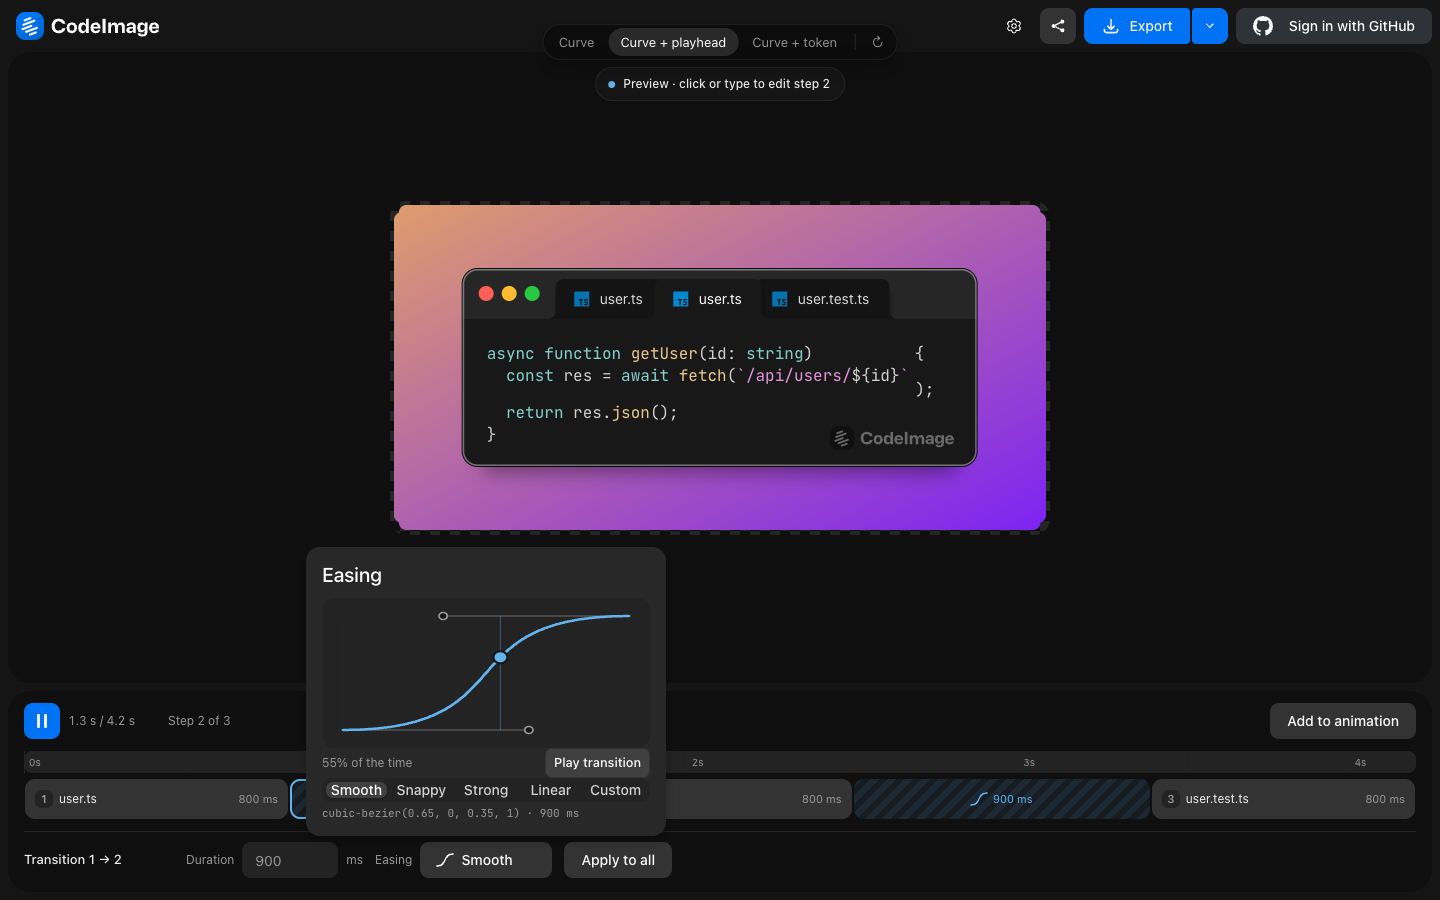 CodeImage
Curve Curve + playhead Curve + token
Export
Sign in with GitHub
Preview · click or type to edit step 2
user.ts user.ts user.test.ts
async function getUser(id: string) {
const res = await fetch(`/api/users/${id}`
);
return res.json();
}
CodeImage
Easing
55% of the time Play transition
Smooth Snappy Strong Linear Custom
cubic-bezier(0.65, 0, 0.35, 1) · 900 ms
1.3 s / 4.2 s Step 2 of 3 Add to animation
0s 2s 3s 4s
1 user.ts 800 ms 800 ms 900 ms 3 user.test.ts 800 ms
Transition 1 → 2 Duration 900 ms Easing Smooth Apply to all